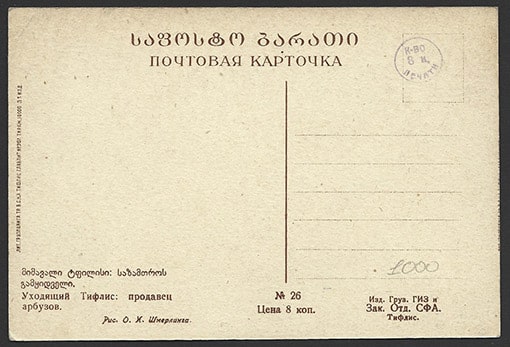 ᲡᲐᲤᲝᲡᲢᲝ ᲑᲐᲠᲐᲗᲘ
ПОЧТОВАЯ КАРТОЧКА
К-ВО
8 к.
ПЕЧАТИ
1000
მიმავალი ტფილისი: საზამთროს
გამყიდველი.
Уходящий Тифлис: продавец
арбузов.
Рис. О. И. Шмерлинга.
№ 26
Цена 8 коп.
Изд. Груз. ГИЗ и
Зак. Отд. СФА.
Тифлис.